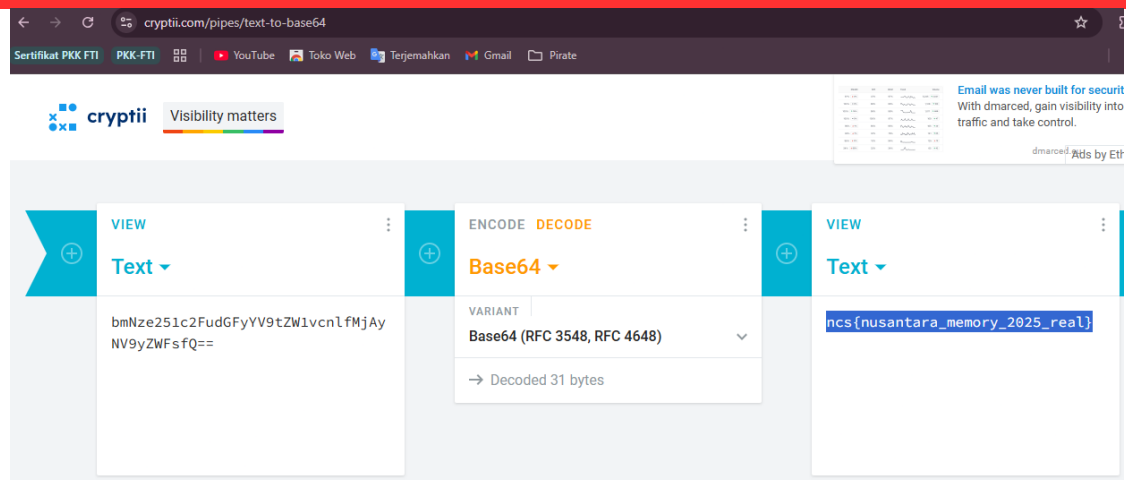 cryptii.com/pipes/text-to-base64
Sertifikat PKK FTI PKK-FTI YouTube Toko Web Terjemahkan Gmail Pirate
cryptii Visibility matters
Email was never built for securit
With dmarced, gain visibility into
traffic and take control.
Ads by Eth
VIEW
Text
bmNze251c2FudGFyYV9tZW1vcnlfMjAy
NV9yZWFsfQ==
ENCODE DECODE
Base64
VARIANT
Base64 (RFC 3548, RFC 4648)
→ Decoded 31 bytes
VIEW
Text
ncs{nusantara_memory_2025_real}